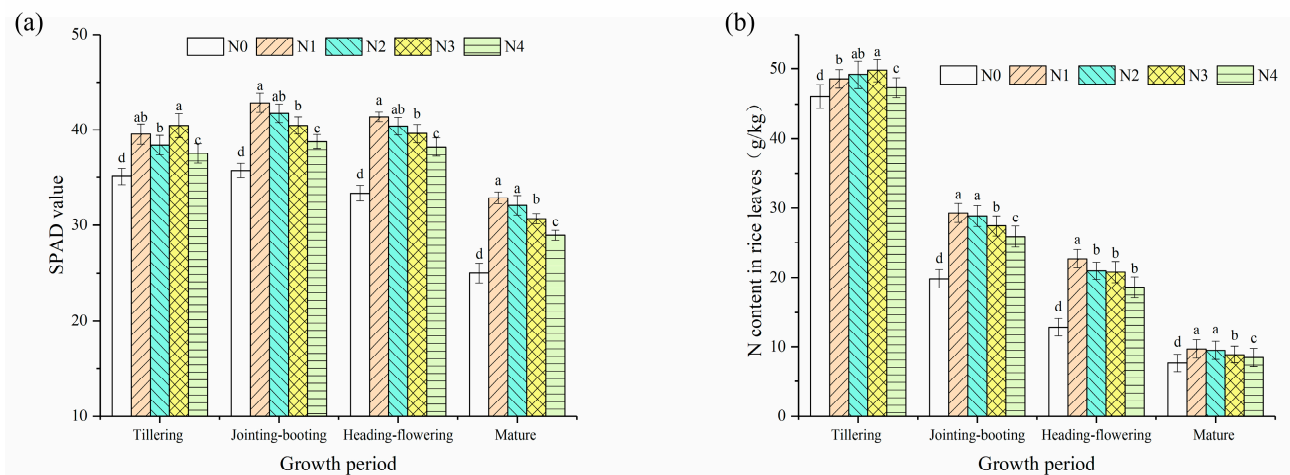 (a)
50
40
30
20
10
SPAD value
N0 N1 N2 N3 N4
d ab b a c
d a ab b c
d a ab b c
d a a b c
Tillering Jointing-booting Heading-flowering Mature
Growth period
(b)
50
40
30
20
10
0
N content in rice leaves（g/kg）
N0 N1 N2 N3 N4
d b ab a c
d a a b c
d a b b b
d a a b c
Tillering Jointing-booting Heading-flowering Mature
Growth period